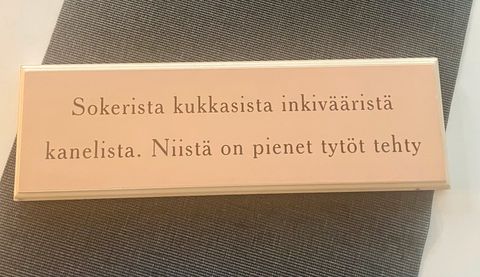 Sokerista kukkasista inkivääristä
kanelista. Niistä on pienet tytöt tehty